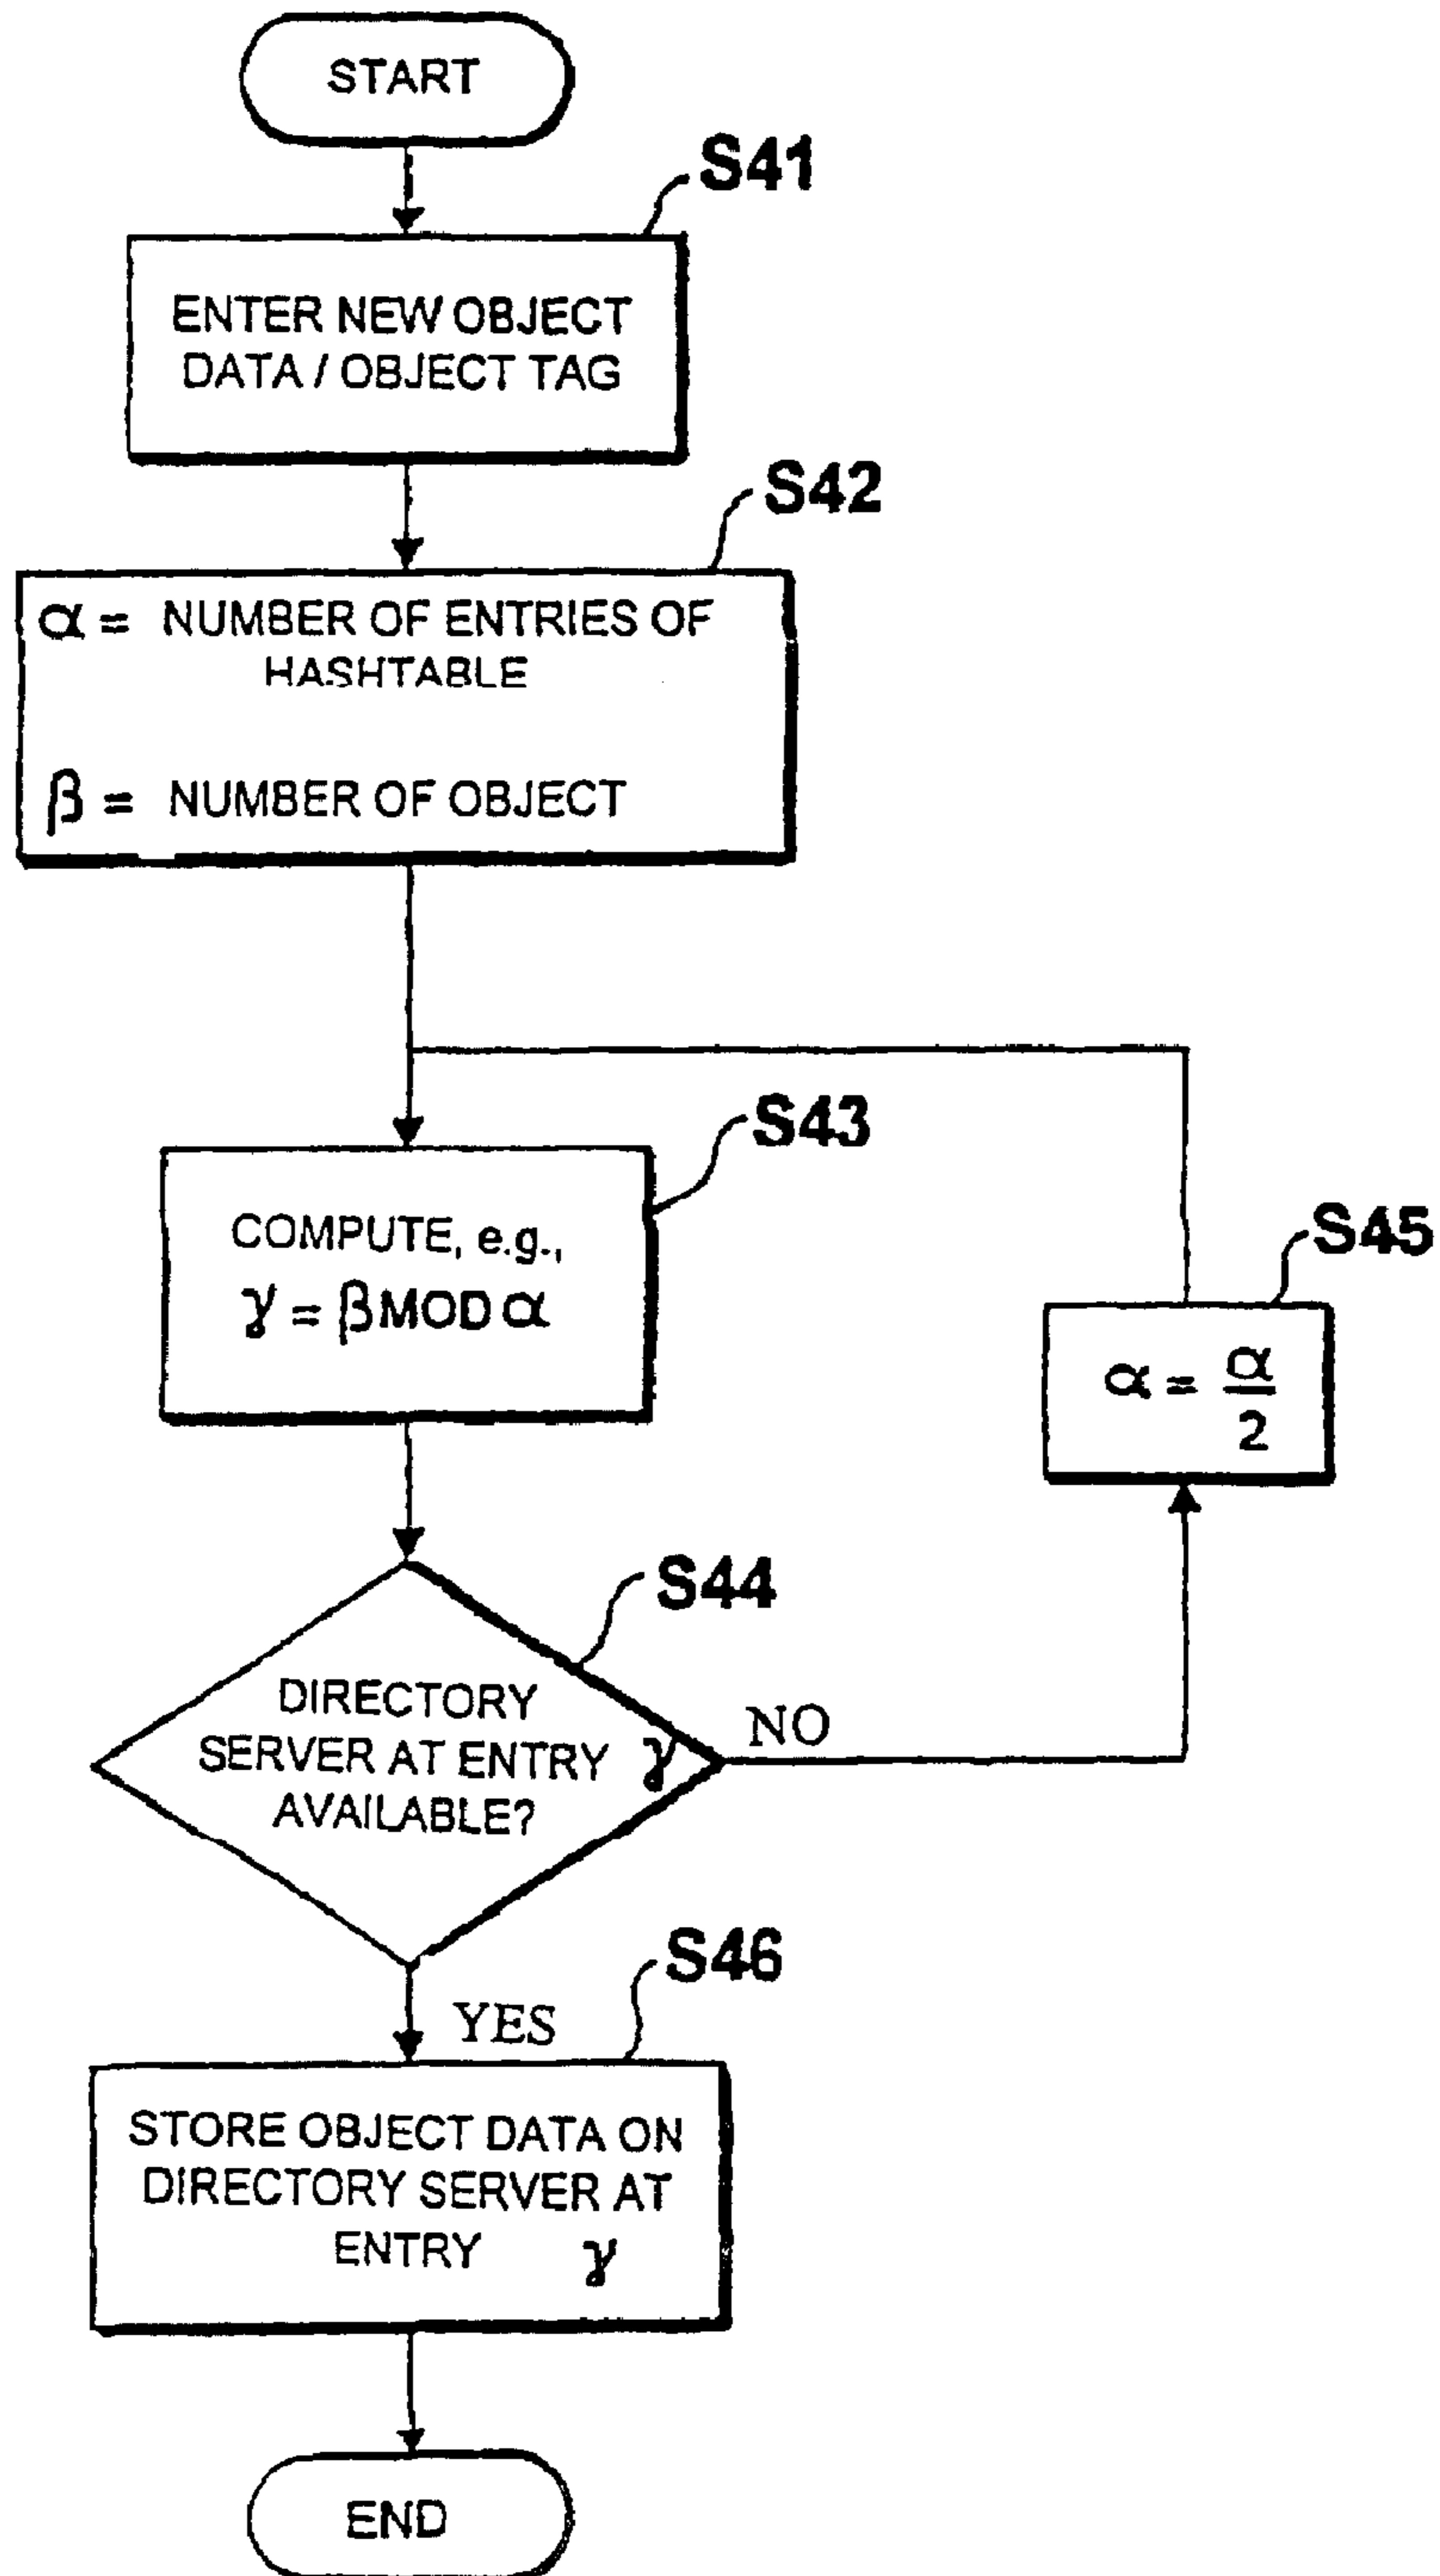 START
S41
ENTER NEW OBJECT
DATA / OBJECT TAG
S42
α = NUMBER OF ENTRIES OF
HASHTABLE
β = NUMBER OF OBJECT
S43
COMPUTE, e.g.,
γ = β MOD α
S45
α = α/2
S44
DIRECTORY
SERVER AT ENTRY γ
AVAILABLE?
NO
YES
S46
STORE OBJECT DATA ON
DIRECTORY SERVER AT
ENTRY γ
END